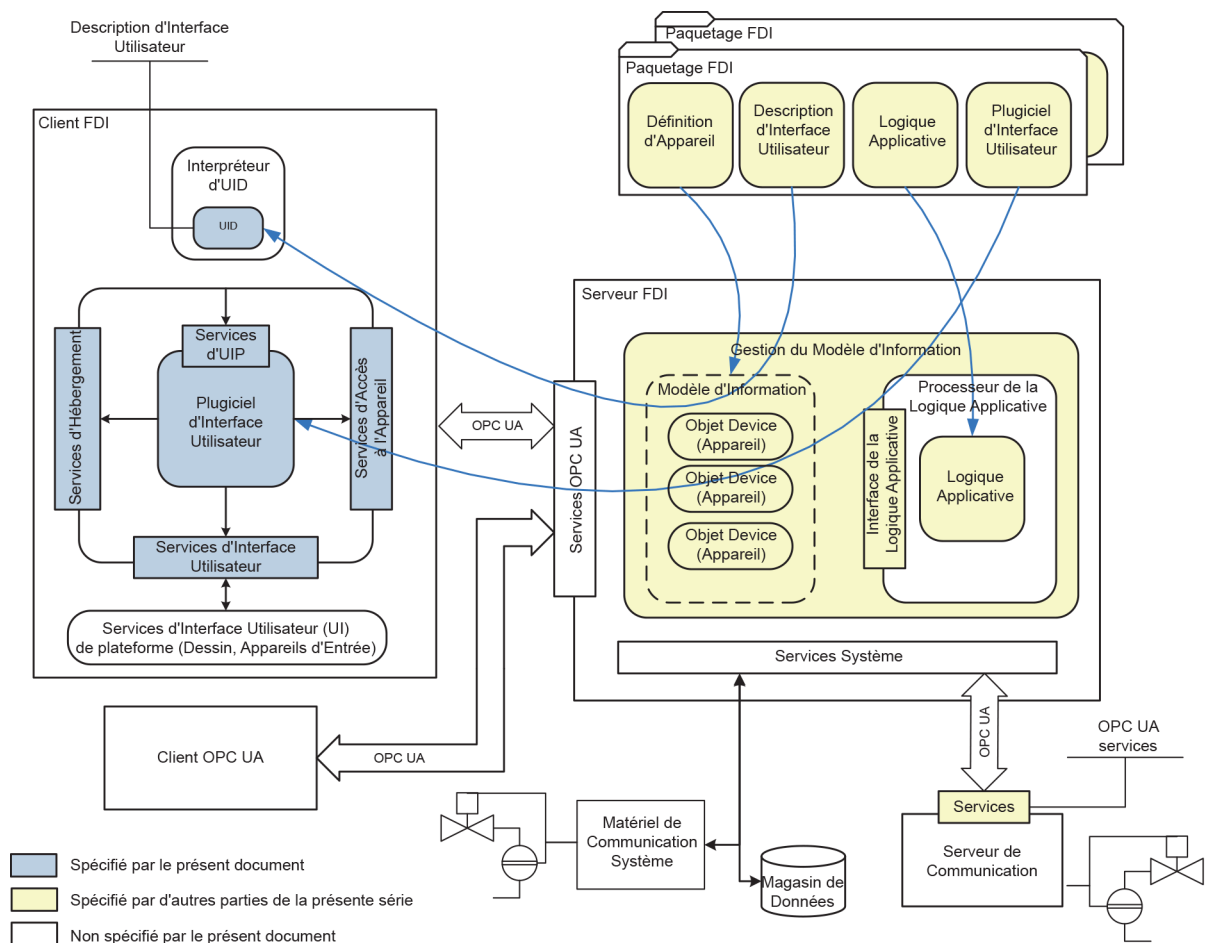 Description d'Interface
Utilisateur
Paquetage FDI
Paquetage FDI
Définition
d'Appareil
Description
d'Interface
Utilisateur
Logique
Applicative
Plugiciel
d'Interface
Utilisateur
Client FDI
Interpréteur
d'UID
UID
Services
d'UIP
Services d'Hébergement
Plugiciel
d'Interface
Utilisateur
Services d'Accès
à l'Appareil
Services d'Interface
Utilisateur
Services d'Interface Utilisateur (UI)
de plateforme (Dessin, Appareils d'Entrée)
OPC UA
Serveur FDI
Services OPC UA
Gestion du Modèle d'Information
Modèle d'Information
Objet Device
(Appareil)
Objet Device
(Appareil)
Objet Device
(Appareil)
Processeur de la
Logique Applicative
Interface de la
Logique Applicative
Logique
Applicative
Services Système
Client OPC UA
OPC UA
OPC UA
OPC UA
services
Services
Serveur de
Communication
Matériel de
Communication
Système
Magasin de
Données
Spécifié par le présent document
Spécifié par d'autres parties de la présente série
Non spécifié par le présent document